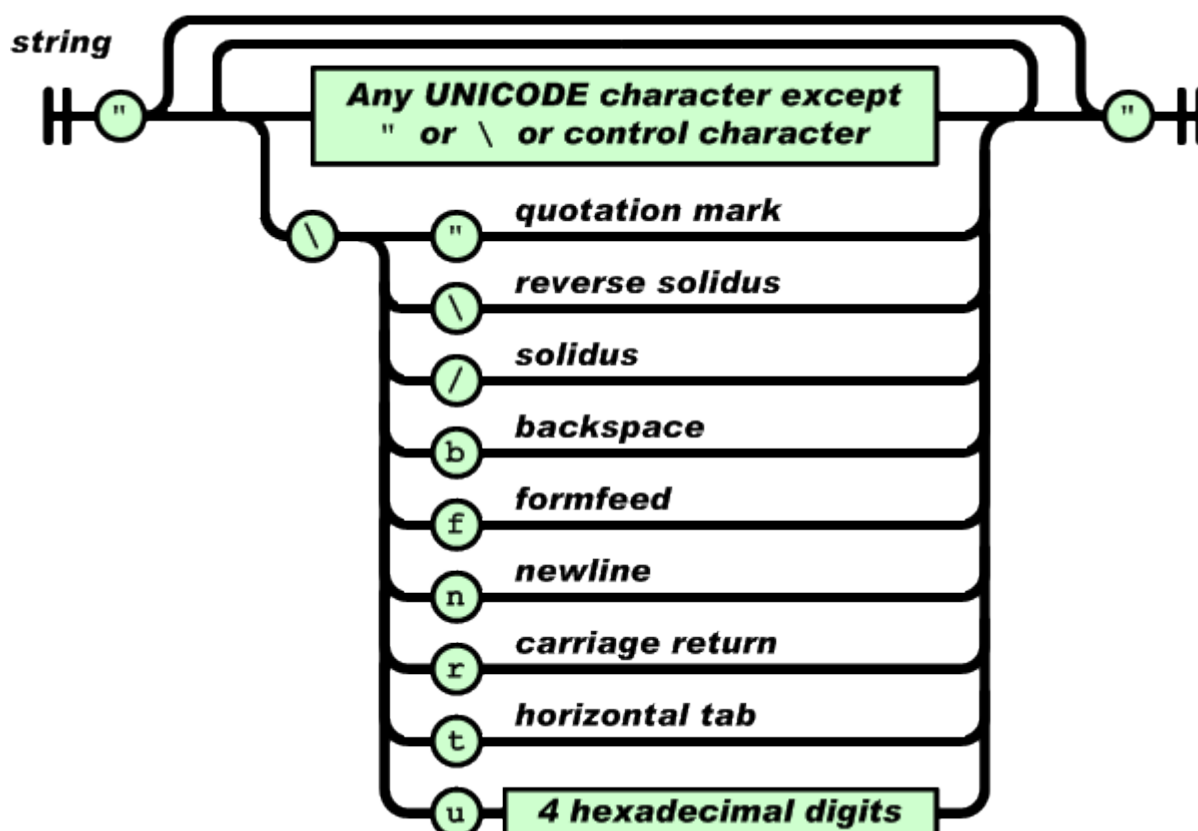 string
"
Any UNICODE character except
" or \ or control character
"
quotation mark
\
"
reverse solidus
\
solidus
/
backspace
b
formfeed
f
newline
n
carriage return
r
horizontal tab
t
u
4 hexadecimal digits